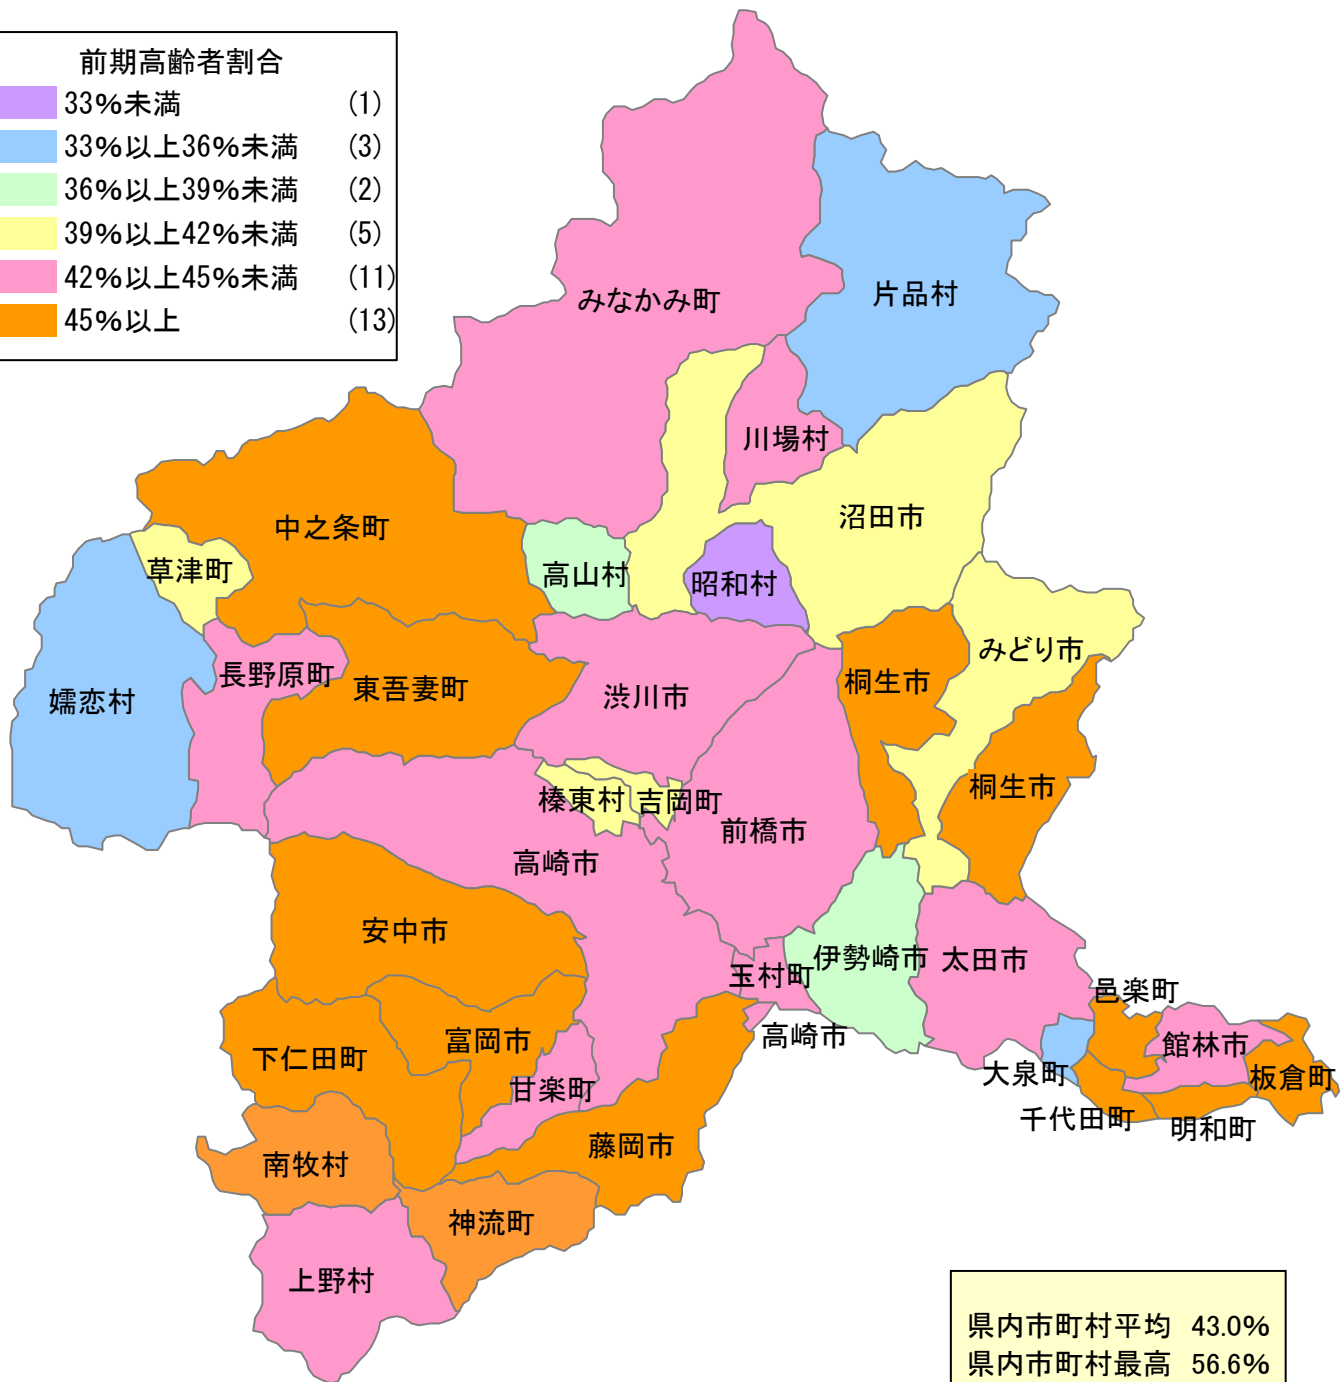 前期高齢者割合
33%未満 (1)
33%以上36%未満 (3)
36%以上39%未満 (2)
39%以上42%未満 (5)
42%以上45%未満 (11)
45%以上 (13)
みなかみ町
片品村
川場村
沼田市
中之条町
草津町
高山村
昭和村
みどり市
長野原町
東吾妻町
渋川市
桐生市
嬬恋村
桐生市
榛東村
吉岡町
前橋市
高崎市
安中市
伊勢崎市
太田市
玉村町
邑楽町
高崎市
富岡市
下仁田町
館林市
大泉町
板倉町
甘楽町
千代田町
明和町
藤岡市
南牧村
神流町
上野村
県内市町村平均 43.0%
県内市町村最高 56.6%